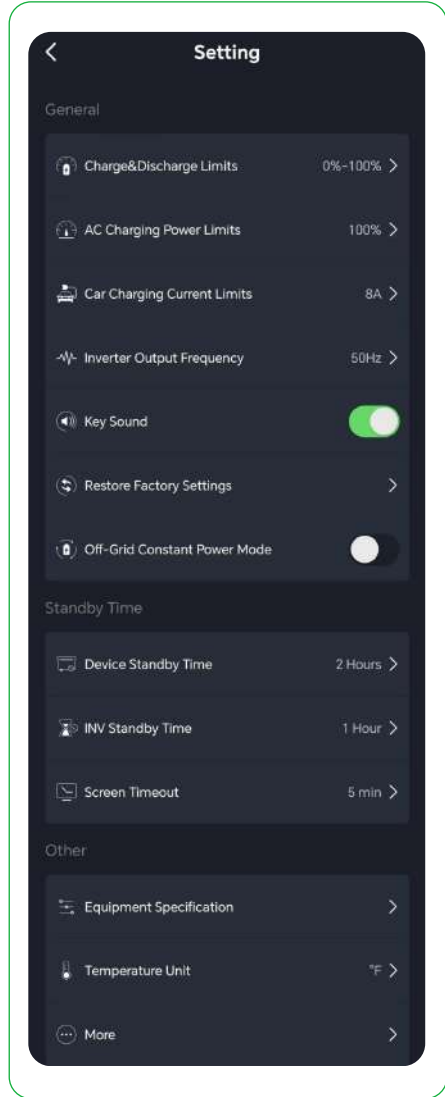 Setting
General
Charge&Discharge Limits 0%~100%
AC Charging Power Limits 100%
Car Charging Current Limits 8A
Inverter Output Frequency 50Hz
Key Sound
Restore Factory Settings
Off-Grid Constant Power Mode
Standby Time
Device Standby Time 2 Hours
INV Standby Time 1 Hour
Screen Timeout 5 min
Other
Equipment Specification
Temperature Unit °F
More